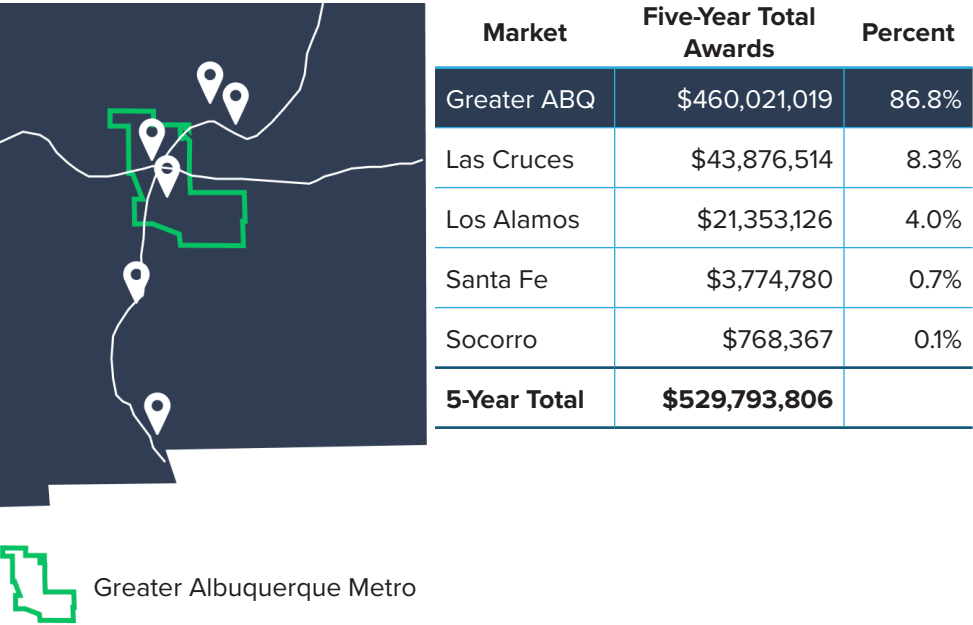 Market Five-Year Total Awards Percent
Greater ABQ $460,021,019 86.8%
Las Cruces $43,876,514 8.3%
Los Alamos $21,353,126 4.0%
Santa Fe $3,774,780 0.7%
Socorro $768,367 0.1%
5-Year Total $529,793,806
Greater Albuquerque Metro